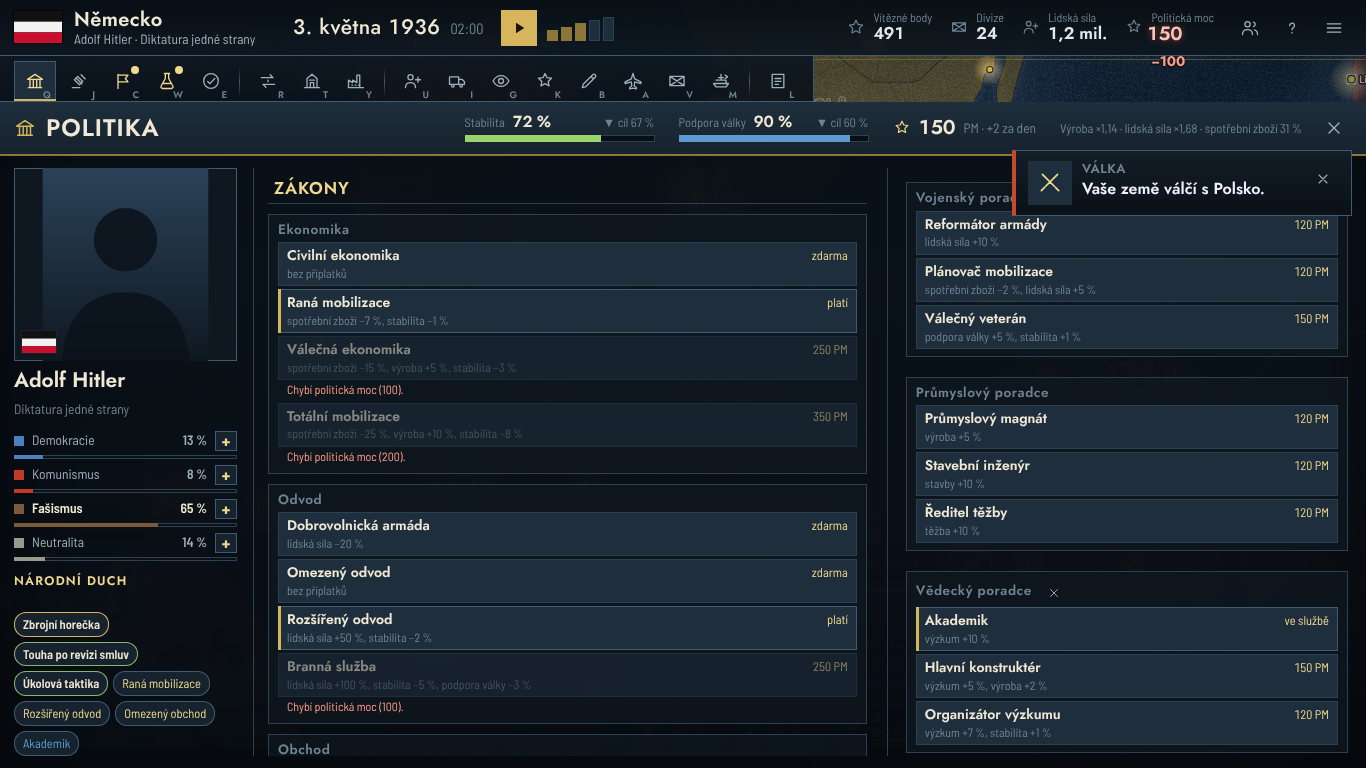 Německo
Adolf Hitler · Diktatura jedné strany
3. května 1936 02:00
Vítězné body
491
Divize
24
Lidská síla
1,2 mil.
Politická moc
150
−100
?
Q J C W E R T Y U I G K B A V M L
POLITIKA
Stabilita 72 % ▼ cíl 67 %
Podpora války 90 % ▼ cíl 60 %
150 PM · +2 za den
Výroba ×1,14 · lidská síla ×1,68 · spotřební zboží 31 %
VÁLKA
Vaše země válčí s Polsko.
Adolf Hitler
Diktatura jedné strany
Demokracie 13 % +
Komunismus 8 % +
Fašismus 65 % +
Neutralita 14 % +
NÁRODNÍ DUCH
Zbrojní horečka
Touha po revizi smluv
Úkolová taktika
Raná mobilizace
Rozšířený odvod
Omezený obchod
Akademik
ZÁKONY
Ekonomika
Civilní ekonomika zdarma
bez příplatků
Raná mobilizace platí
spotřební zboží −7 %, stabilita −1 %
Válečná ekonomika 250 PM
spotřební zboží −15 %, výroba +5 %, stabilita −3 %
Chybí politická moc (100).
Totální mobilizace 350 PM
spotřební zboží −25 %, výroba +10 %, stabilita −8 %
Chybí politická moc (200).
Odvod
Dobrovolnická armáda zdarma
lidská síla −20 %
Omezený odvod zdarma
bez příplatků
Rozšířený odvod platí
lidská síla +50 %, stabilita −2 %
Branná služba 250 PM
lidská síla +100 %, stabilita −5 %, podpora války −3 %
Chybí politická moc (100).
Obchod
Vojenský
Reformátor armády 120 PM
lidská síla +10 %
Plánovač mobilizace 120 PM
spotřební zboží −2 %, lidská síla +5 %
Válečný veterán 150 PM
podpora války +5 %, stabilita +1 %
Průmyslový poradce
Průmyslový magnát 120 PM
výroba +5 %
Stavební inženýr 120 PM
stavby +10 %
Ředitel těžby 120 PM
těžba +10 %
Vědecký poradce
Akademik ve službě
výzkum +10 %
Hlavní konstruktér 150 PM
výzkum +5 %, výroba +2 %
Organizátor výzkumu 120 PM
výzkum +7 %, stabilita +1 %